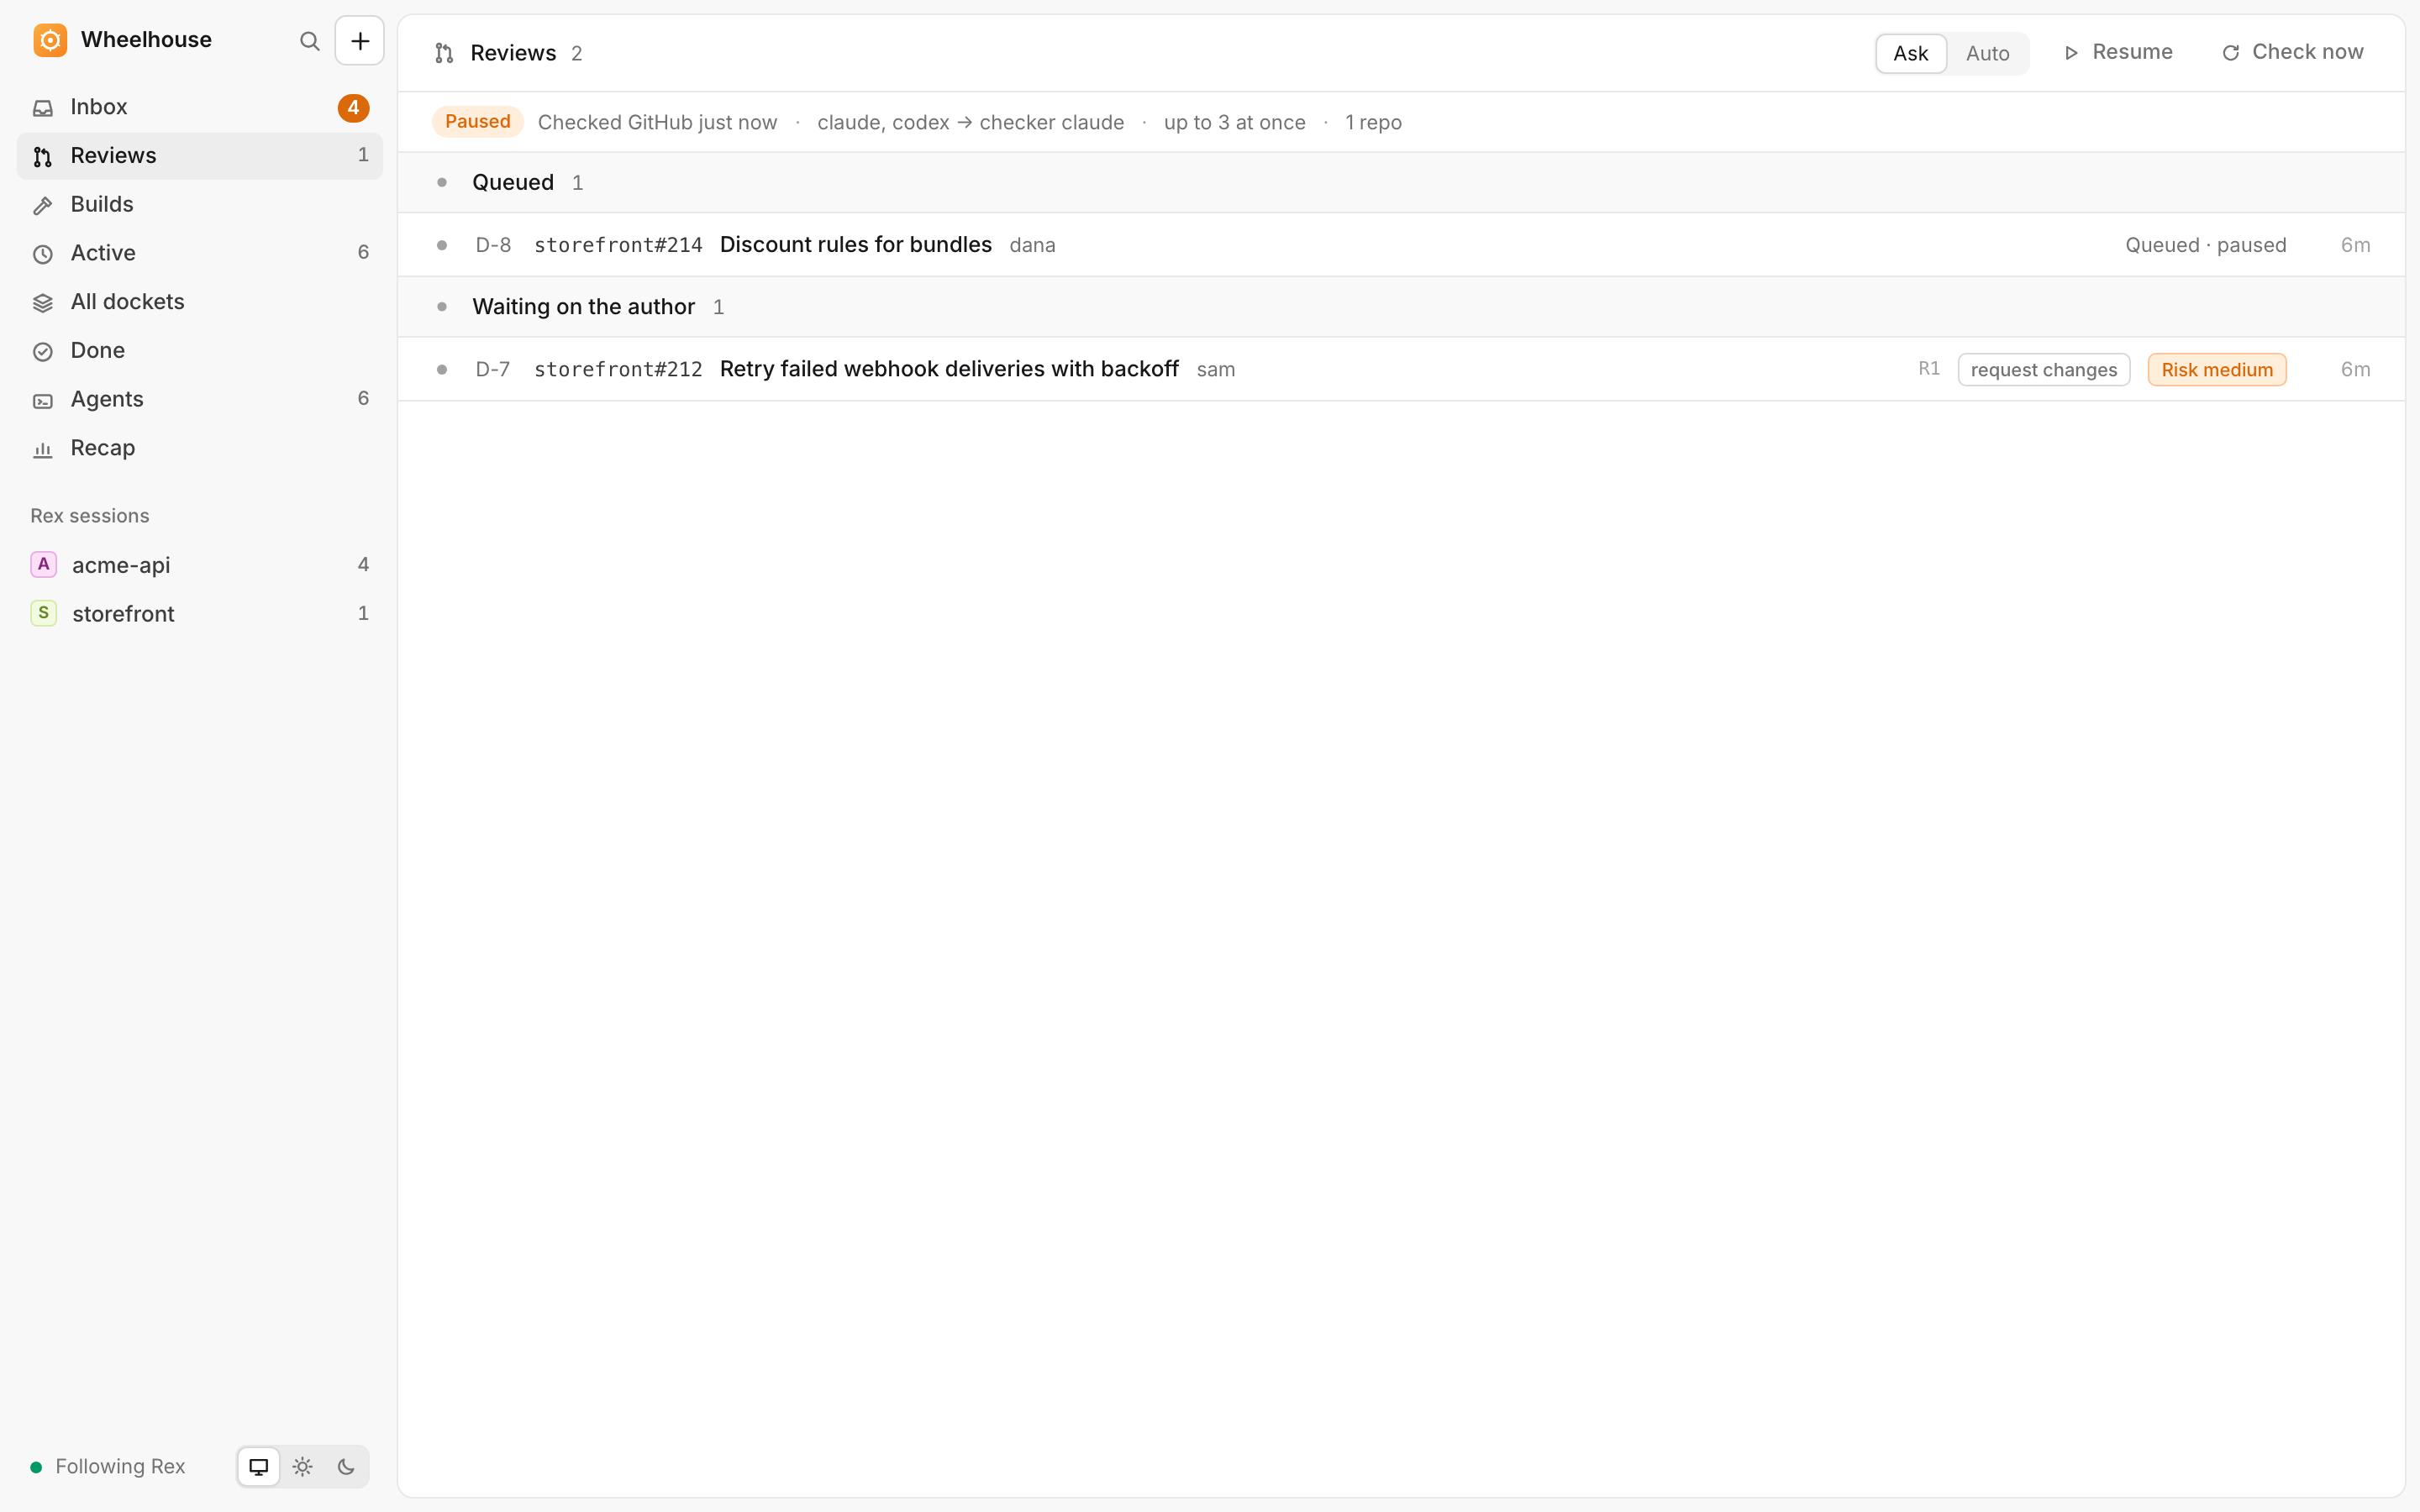 Wheelhouse
Inbox 4
Reviews 1
Builds
Active 6
All dockets
Done
Agents 6
Recap
Rex sessions
A acme-api 4
S storefront 1
Following Rex
Reviews 2 Ask Auto Resume Check now
Paused Checked GitHub just now · claude, codex → checker claude · up to 3 at once · 1 repo
Queued 1
D-8 storefront#214 Discount rules for bundles dana Queued · paused 6m
Waiting on the author 1
D-7 storefront#212 Retry failed webhook deliveries with backoff sam R1 request changes Risk medium 6m